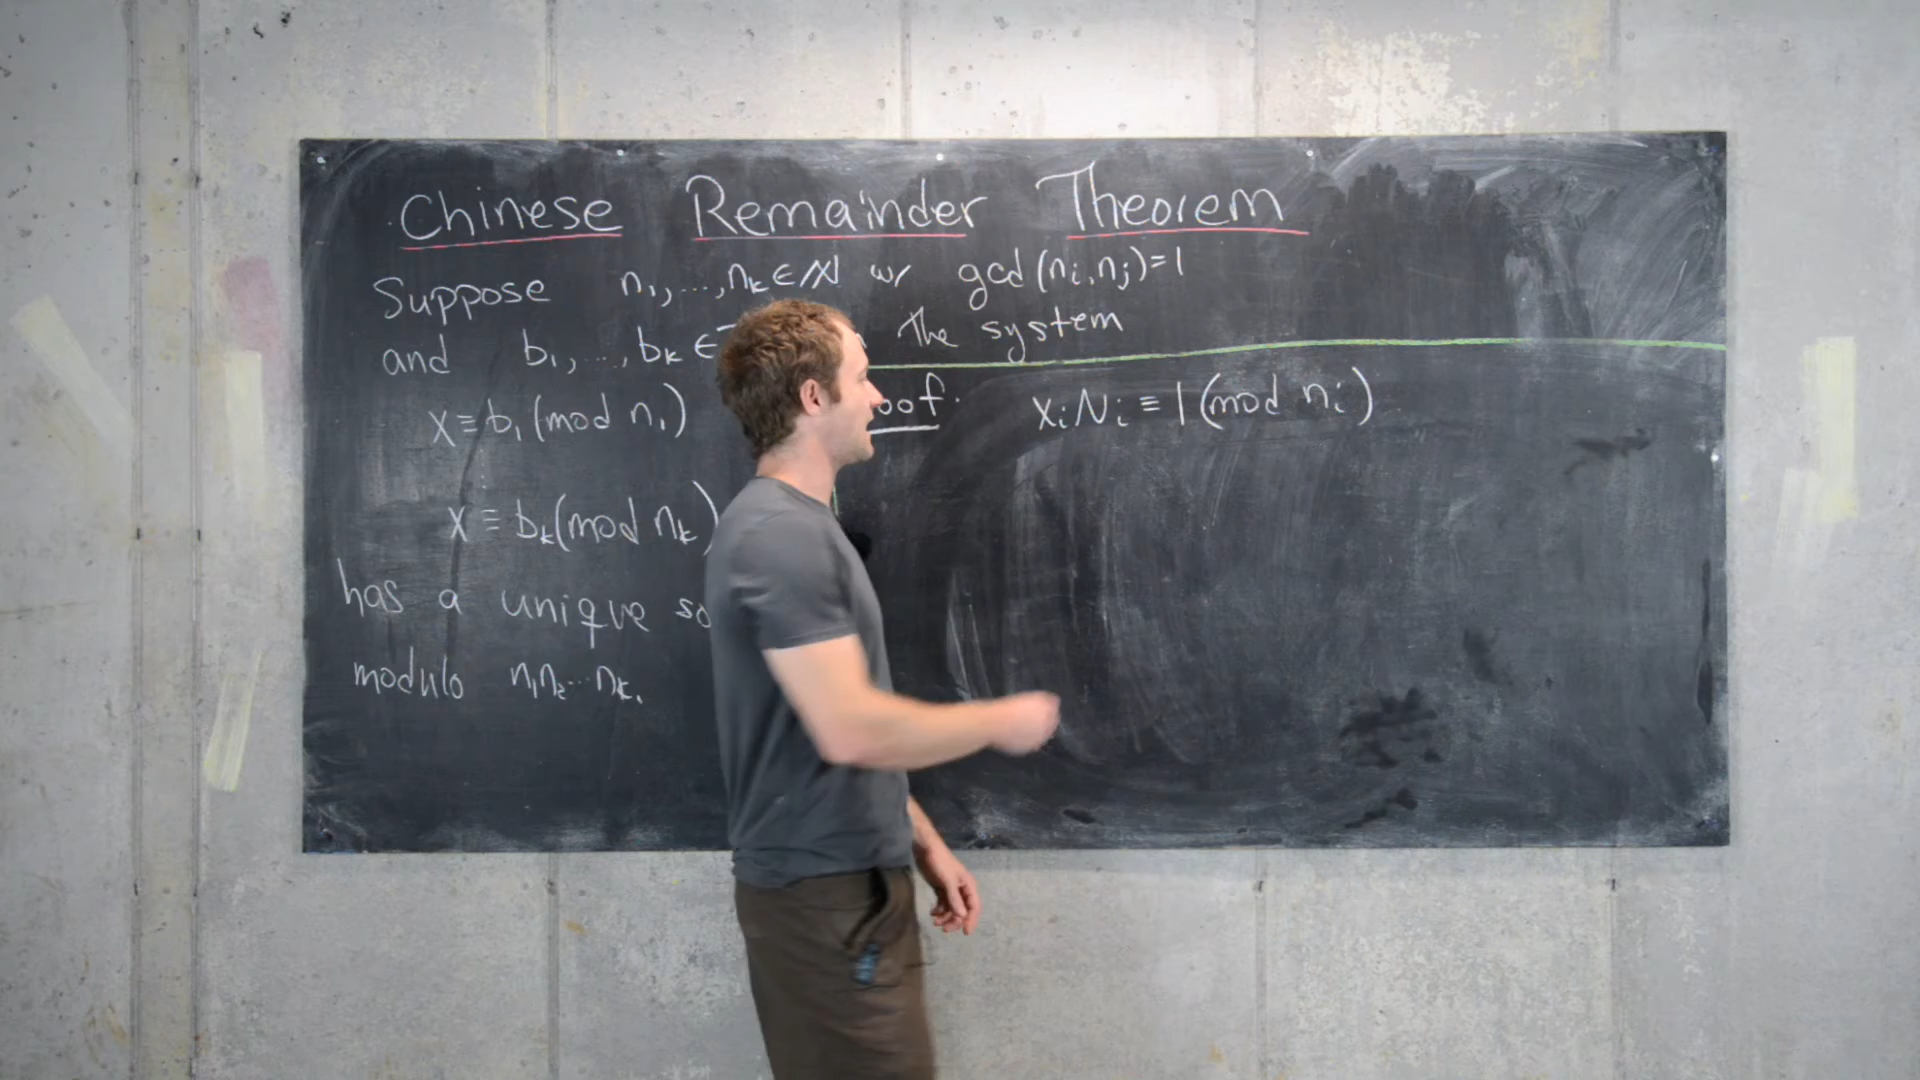 Chinese Remainder Theorem
Suppose n₁,...,nₖ∈ℕ w/ gcd(nᵢ,nⱼ)=1
and b₁,...,bₖ∈ The system
x≡b₁(mod n₁)
x≡bₖ(mod nₖ)
has a unique
modulo n₁n₂...nₖ.
xᵢNᵢ≡1(mod nᵢ)